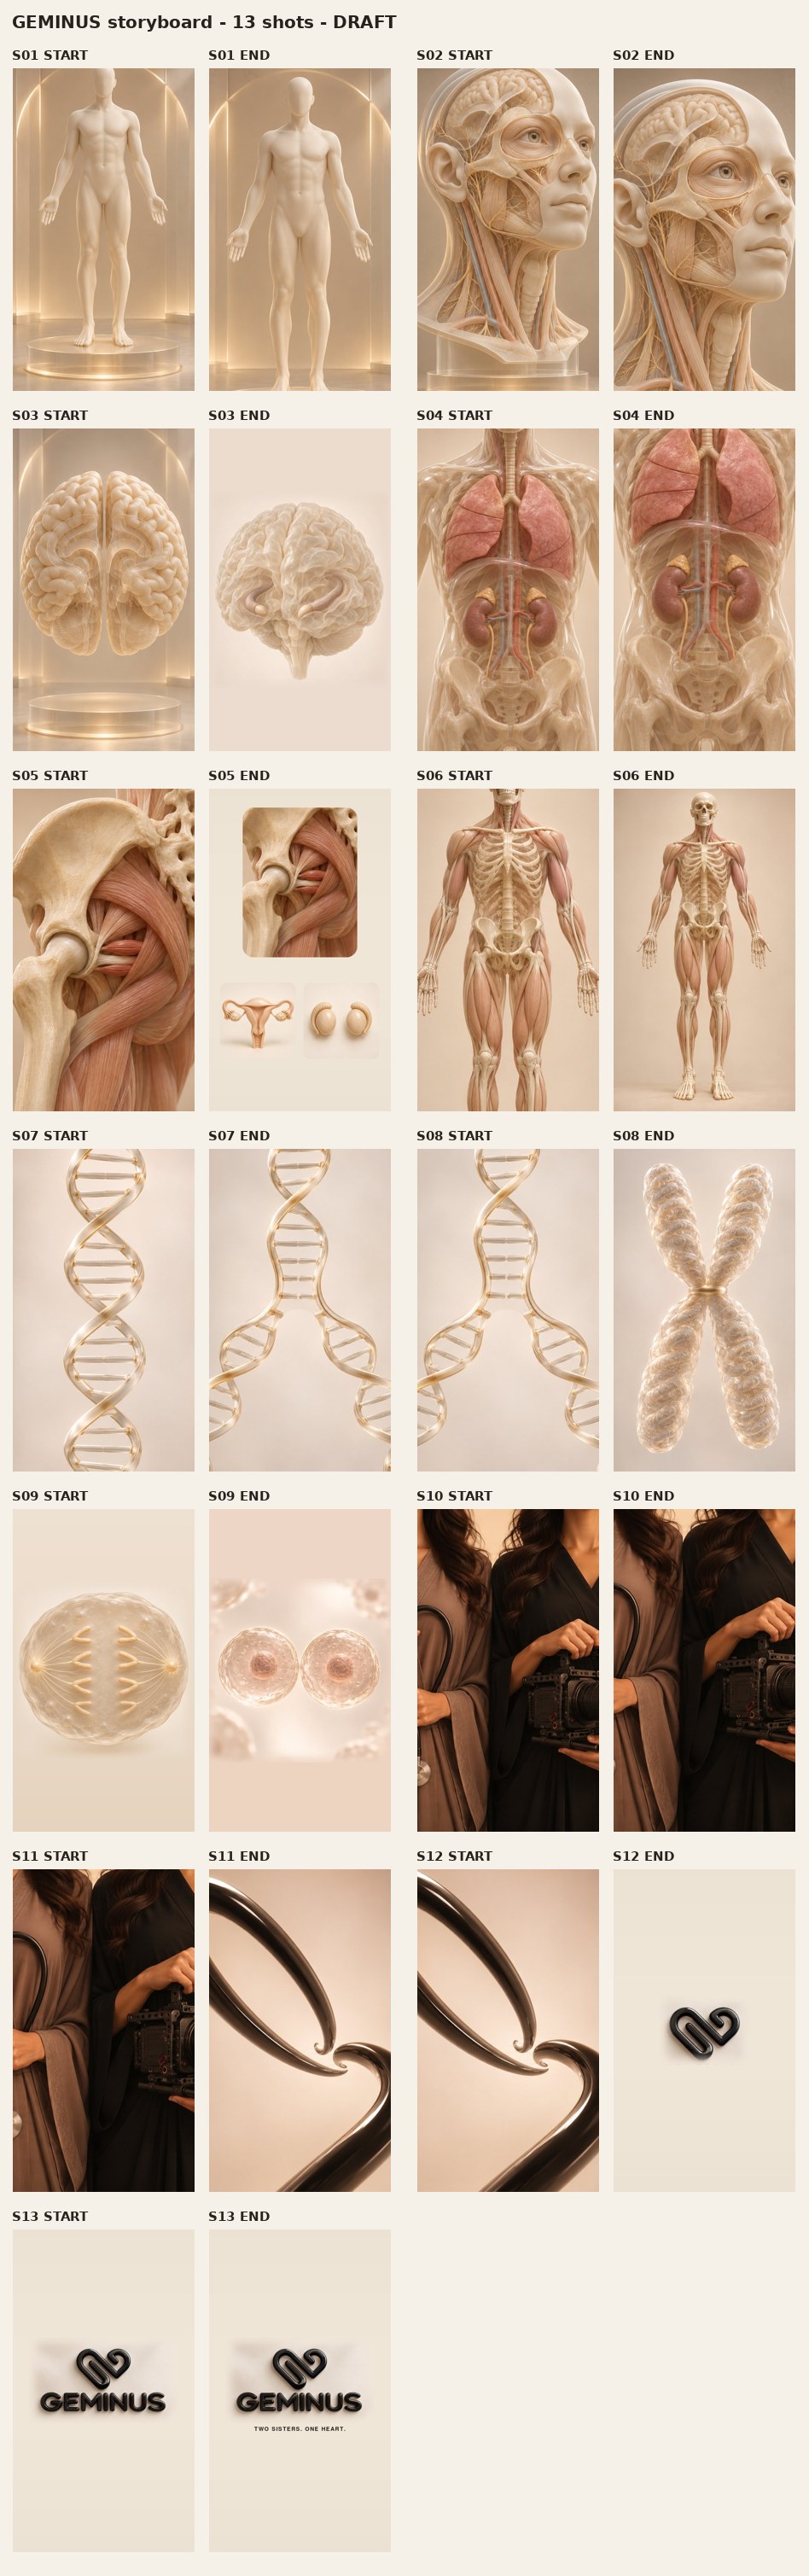 GEMINUS storyboard - 13 shots - DRAFT
S01 START
S01 END
S02 START
S02 END
S03 START
S03 END
S04 START
S04 END
S05 START
S05 END
S06 START
S06 END
S07 START
S07 END
S08 START
S08 END
S09 START
S09 END
S10 START
S10 END
S11 START
S11 END
S12 START
S12 END
S13 START
S13 END
GEMINUS
GEMINUS
TWO SISTERS. ONE HEART.